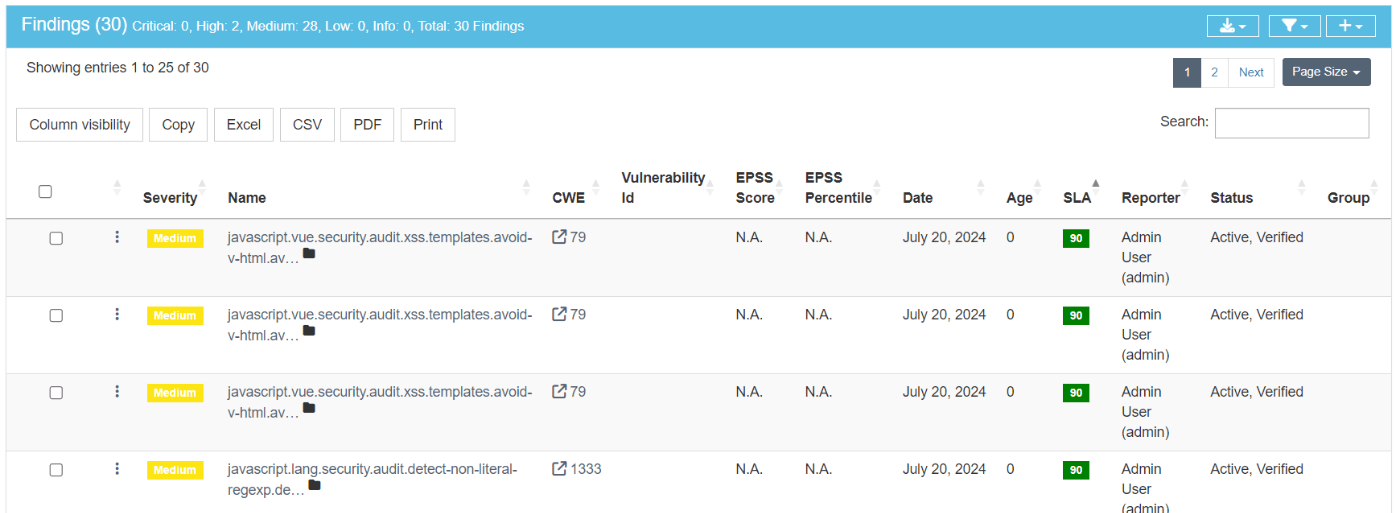 Findings (30) Critical: 0, High: 2, Medium: 28, Low: 0, Info: 0, Total: 30 Findings
Showing entries 1 to 25 of 30
1 2 Next Page Size
Column visibility Copy Excel CSV PDF Print
Search:
Severity Name CWE Vulnerability Id EPSS Score EPSS Percentile Date Age SLA Reporter Status Group
Medium javascript.vue.security.audit.xss.templates.avoid- 79 N.A. N.A. July 20, 2024 0 90 Admin Active, Verified
v-html.av… User
(admin)
Medium javascript.vue.security.audit.xss.templates.avoid- 79 N.A. N.A. July 20, 2024 0 90 Admin Active, Verified
v-html.av… User
(admin)
Medium javascript.vue.security.audit.xss.templates.avoid- 79 N.A. N.A. July 20, 2024 0 90 Admin Active, Verified
v-html.av… User
(admin)
Medium javascript.lang.security.audit.detect-non-literal- 1333 N.A. N.A. July 20, 2024 0 90 Admin Active, Verified
regexp.de… User
(admin)